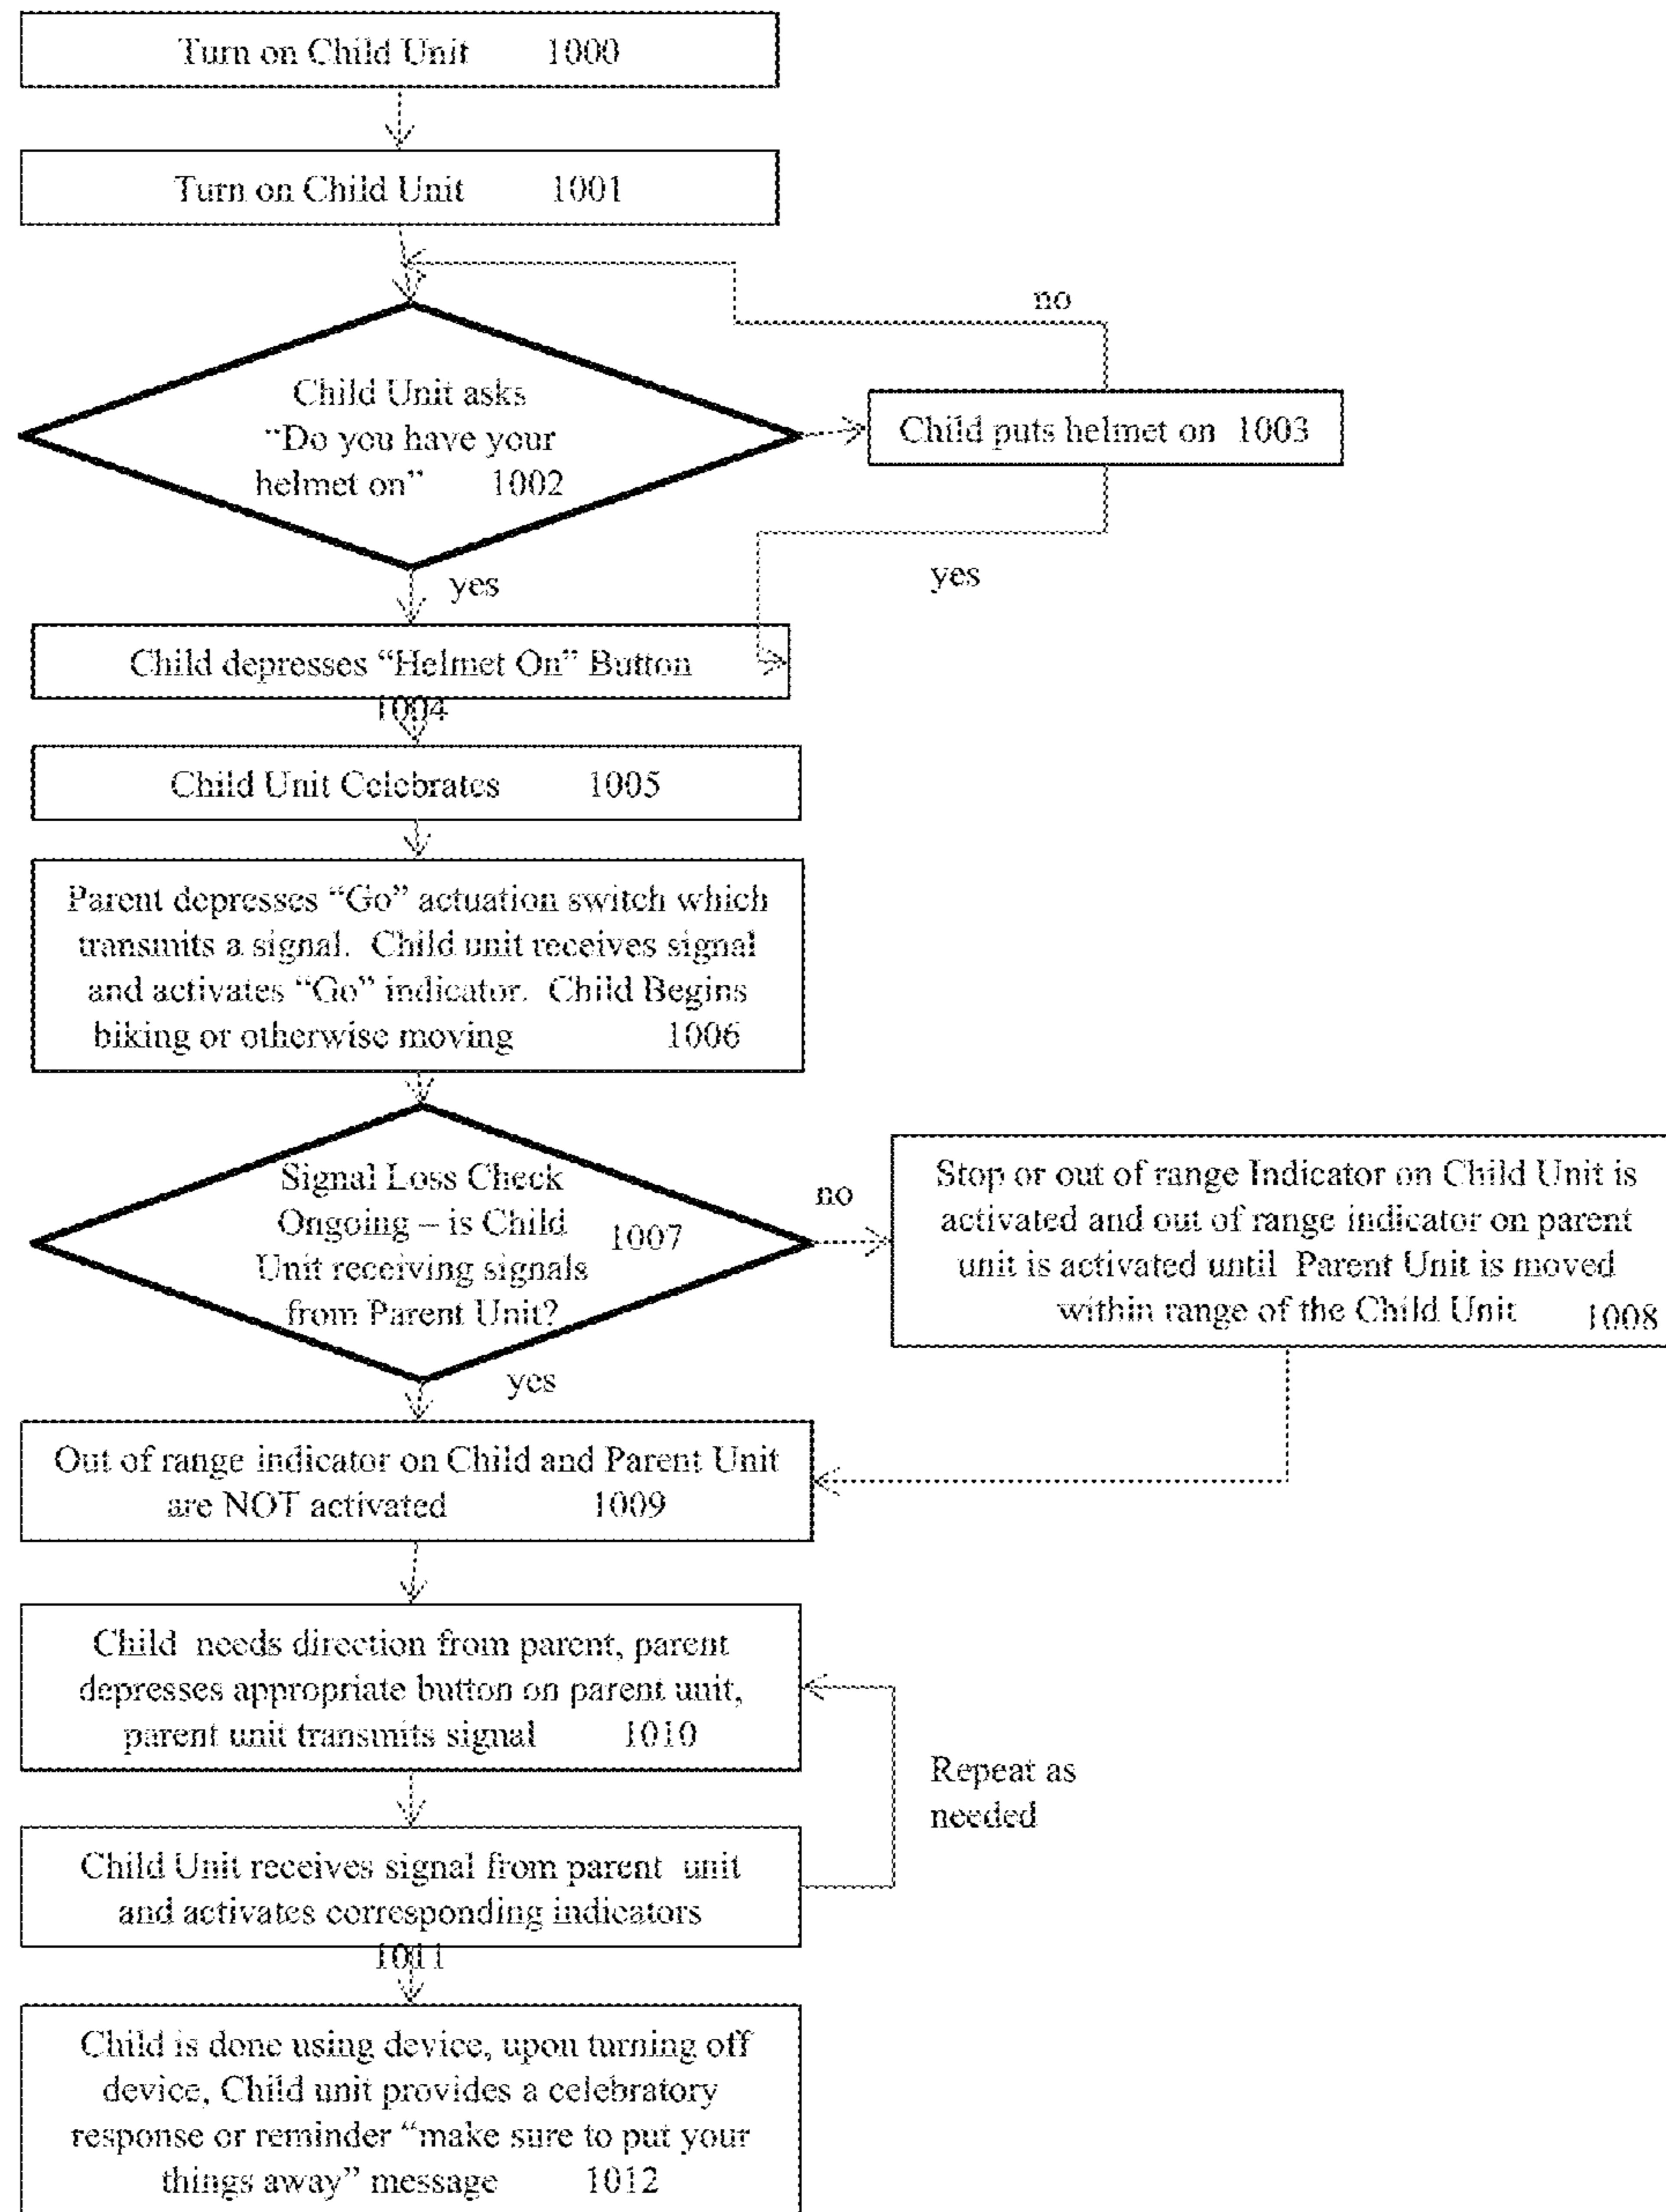 Turn on Child Unit 1000
Turn on Child Unit 1001
no
Child Unit asks
“Do you have your
helmet on” 1002
Child puts helmet on 1003
yes
yes
Child depresses “Helmet On” Button
1004
Child Unit Celebrates 1005
Parent depresses “Go” actuation switch which
transmits a signal. Child unit receives signal
and activates “Go” indicator. Child Begins
biking or otherwise moving 1006
Signal Loss Check
Ongoing – is Child
Unit receiving signals
from Parent Unit?
1007
no
Stop or out of range Indicator on Child Unit is
activated and out of range indicator on parent
unit is activated until Parent Unit is moved
within range of the Child Unit 1008
yes
Out of range indicator on Child and Parent Unit
are NOT activated 1009
Child needs direction from parent, parent
depresses appropriate button on parent unit,
parent unit transmits signal 1010
Repeat as
needed
Child Unit receives signal from parent unit
and activates corresponding indicators
1011
Child is done using device, upon turning off
device, Child unit provides a celebratory
response or reminder “make sure to put your
things away” message 1012